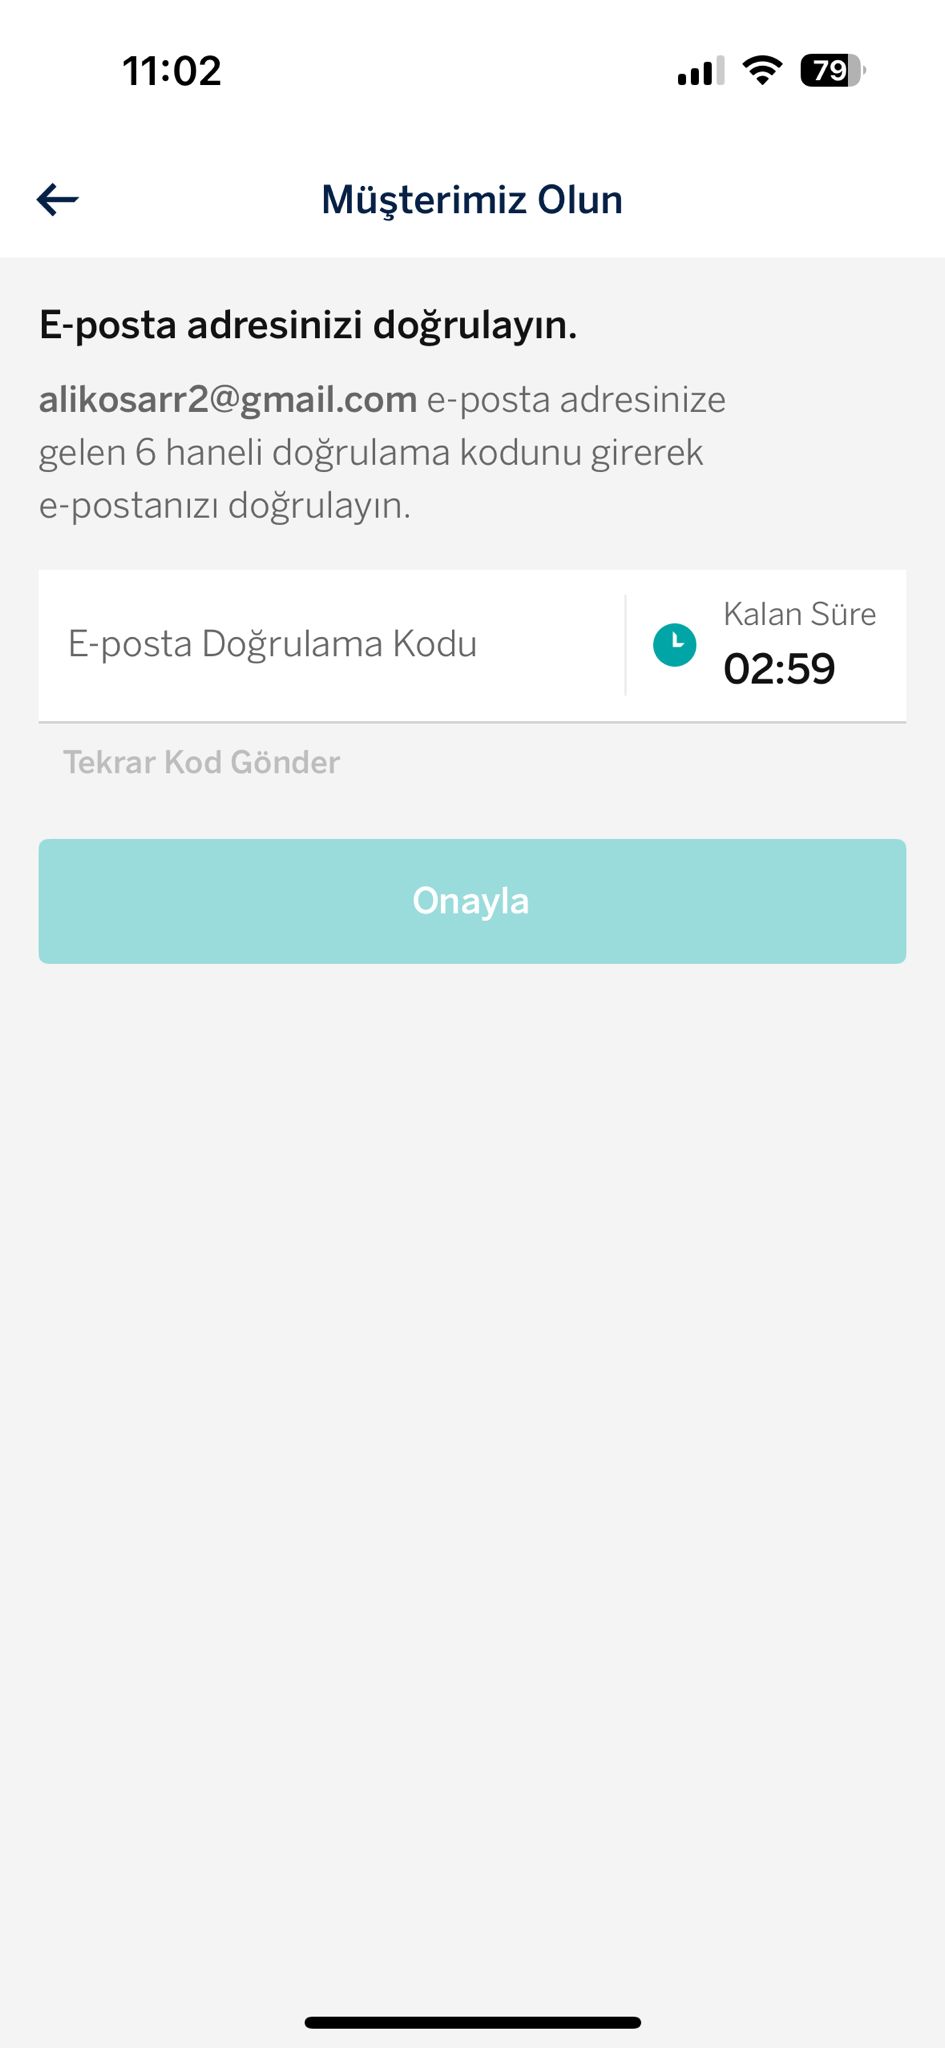 11:02
79
Müşterimiz Olun
E-posta adresinizi doğrulayın.
alikosarr2@gmail.com e-posta adresinize
gelen 6 haneli doğrulama kodunu girerek
e-postanızı doğrulayın.
E-posta Doğrulama Kodu
Kalan Süre
02:59
Tekrar Kod Gönder
Onayla